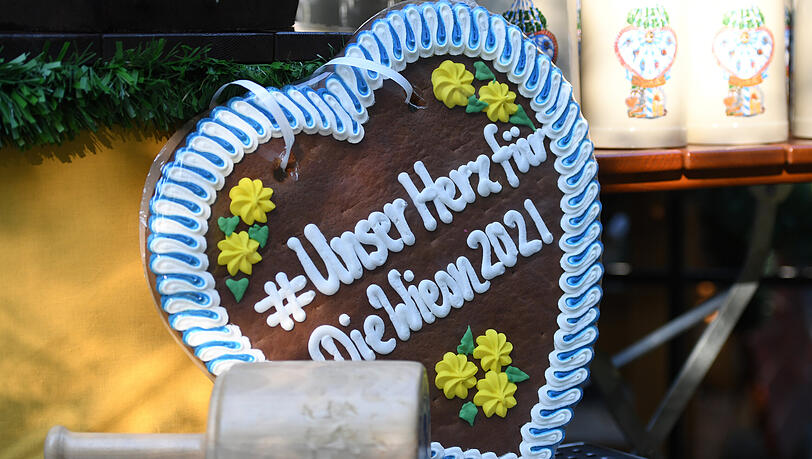 #Unser Herz für
Die Wiesn 2021